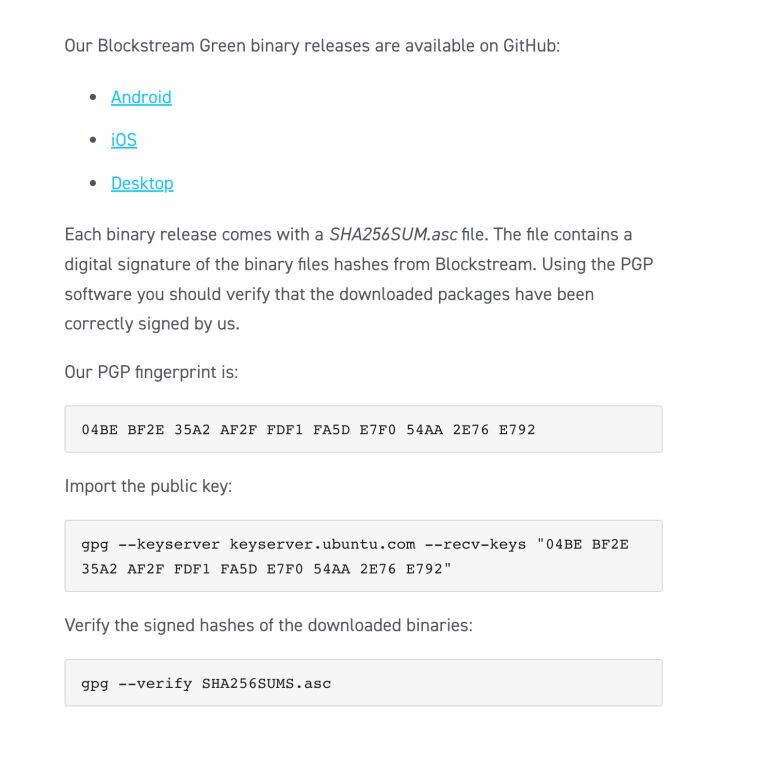 Our Blockstream Green binary releases are available on GitHub:
• Android
• iOS
• Desktop
Each binary release comes with a SHA256SUM.asc file. The file contains a
digital signature of the binary files hashes from Blockstream. Using the PGP
software you should verify that the downloaded packages have been
correctly signed by us.
Our PGP fingerprint is:
04BE BF2E 35A2 AF2F FDF1 FA5D E7F0 54AA 2E76 E792
Import the public key:
gpg --keyserver keyserver.ubuntu.com --recv-keys "04BE BF2E
35A2 AF2F FDF1 FA5D E7F0 54AA 2E76 E792"
Verify the signed hashes of the downloaded binaries:
gpg --verify SHA256SUMS.asc